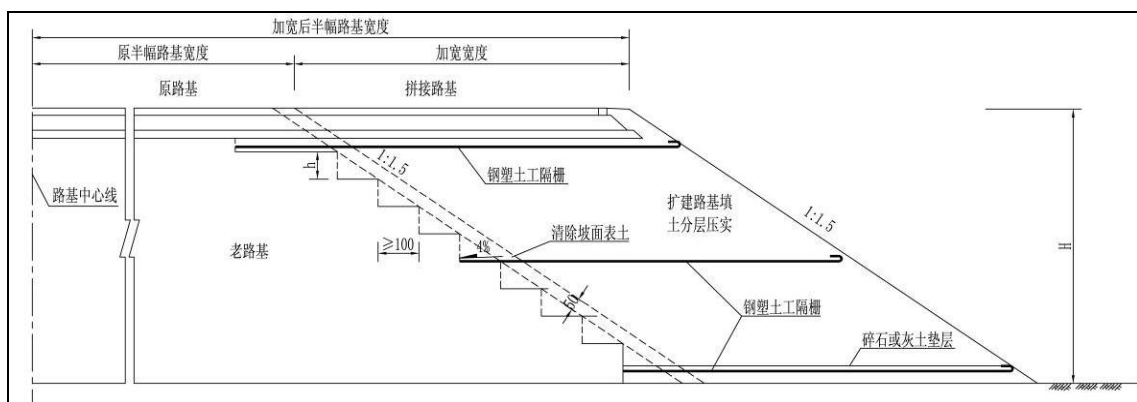 加宽后半幅路基宽度
原半幅路基宽度
加宽宽度
原路基
拼接路基
1:1.5
h
钢塑土工隔栅
路基中心线
扩建路基填
土分层压实
1:1.5
H
老路基
≥100
4%
清除坡面表土
50
钢塑土工隔栅
碎石或灰土垫层